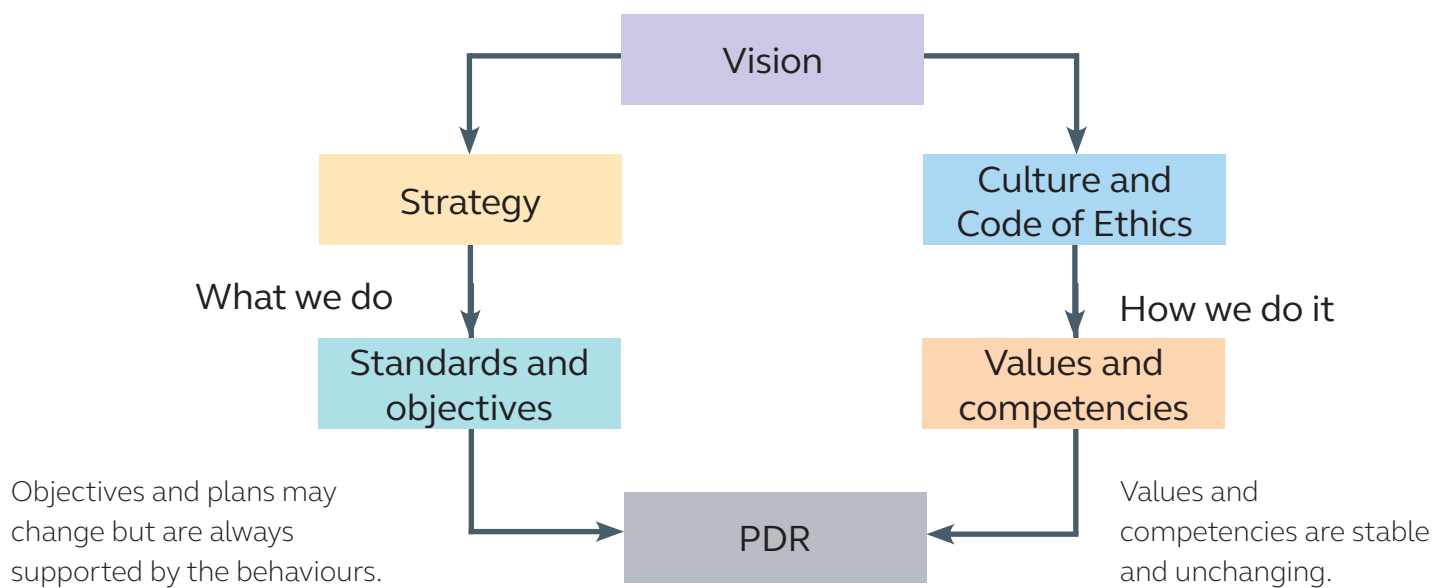 Vision
Strategy
Culture and
Code of Ethics
What we do
How we do it
Standards and
objectives
Values and
competencies
Objectives and plans may
change but are always
supported by the behaviours.
PDR
Values and
competencies are stable
and unchanging.